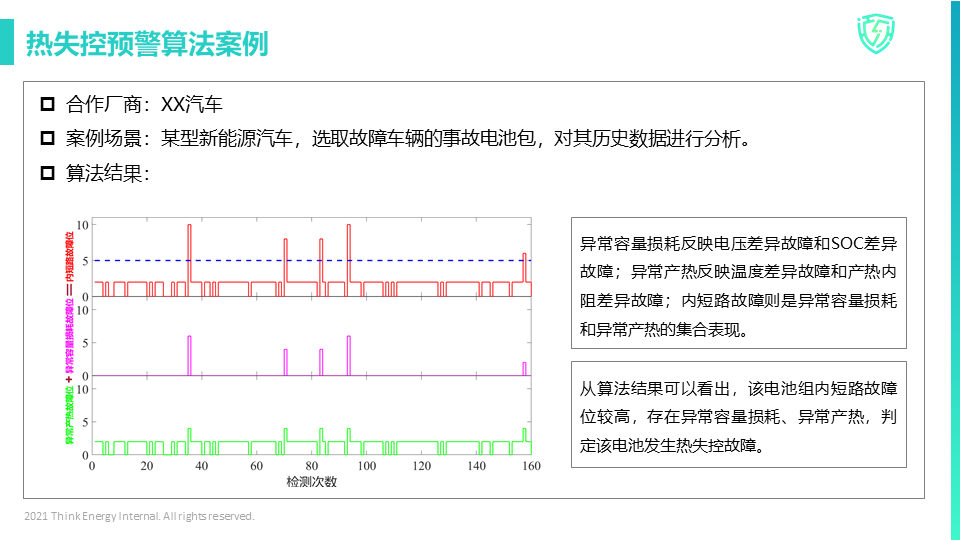 热失控预警算法案例
合作厂商：XX汽车
案例场景：某型新能源汽车，选取故障车辆的事故电池包，对其历史数据进行分析。
算法结果：
异常产热故障位 + 异常容量损耗故障位 = 内短路故障位
10
5
0
10
5
0
10
5
0
0 20 40 60 80 100 120 140 160
检测次数
异常容量损耗反映电压差异故障和SOC差异
故障；异常产热反映温度差异故障和产热内
阻差异故障；内短路故障则是异常容量损耗
和异常产热的集合表现。
从算法结果可以看出，该电池组内短路故障
位较高，存在异常容量损耗、异常产热，判
定该电池发生热失控故障。
2021 Think Energy Internal. All rights reserved.